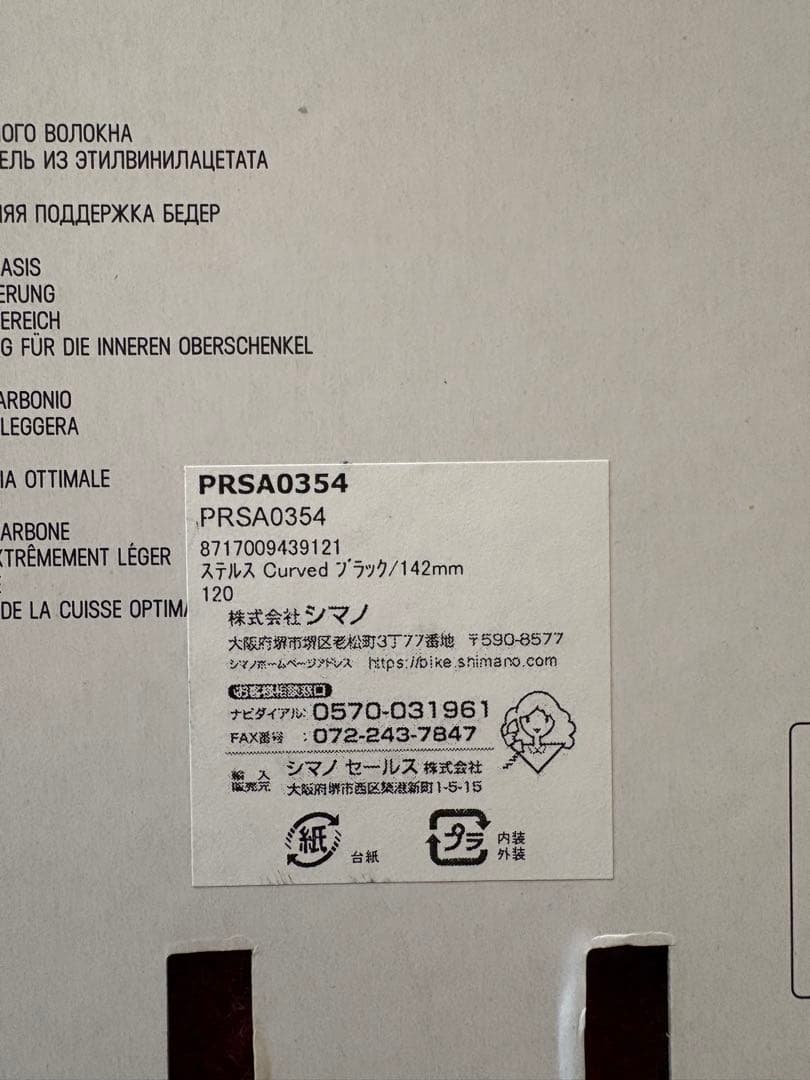 ОГО ВОЛОКНА
ЕЛЬ ИЗ ЭТИЛВИНИЛАЦЕТАТА
ЯЯ ПОДДЕРЖКА БЕДЕР
ASIS
ERUNG
EREICH
G FÜR DIE INNEREN OBERSCHENKEL
ARBONIO
LEGGERA
IA OTTIMALE
ARBONE
XTRÊMEMENT LÉGER
E
DE LA CUISSE OPTIMA
PRSA0354
PRSA0354
8717009439121
ステルス Curved ブラック/142mm
120
株式会社シマノ
大阪府堺市堺区老松町3丁77番地 〒590-8577
シマノホームページアドレス https://bike.shimano.com
お客様相談窓口
ナビダイアル:0570-031961
FAX番号 :072-243-7847
輸入 シマノ セールス 株式会社
販売元 大阪府堺市西区築港新町1-5-15
紙 台紙
プラ 内装
外装